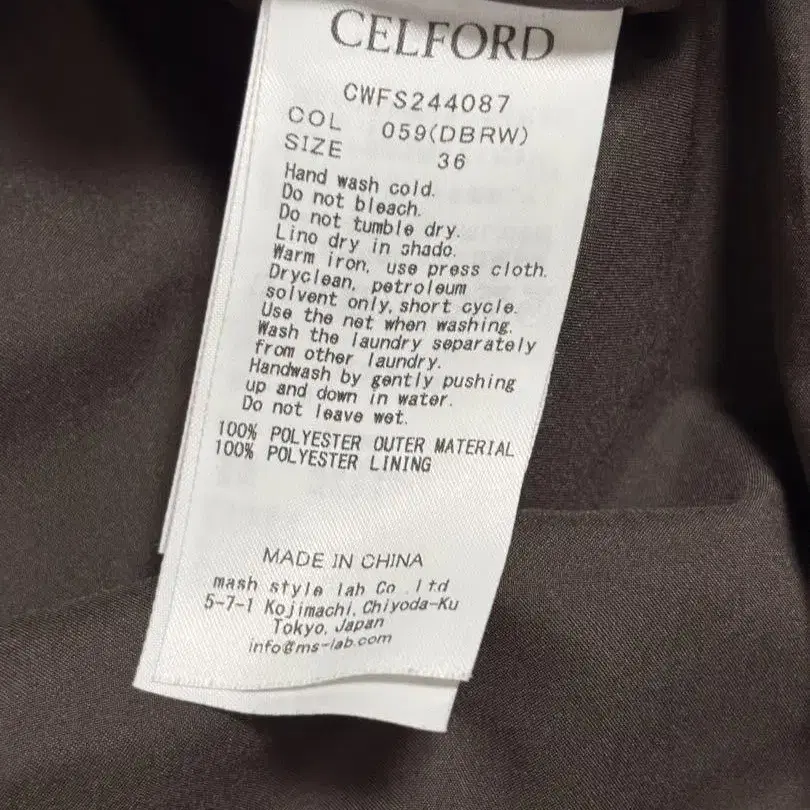 CELFORD
CWFS244087
COL 059(DBRW)
SIZE 36
Hand wash cold.
Do not bleach.
Do not tumble dry.
Line dry in shade.
Warm iron, use press cloth.
Dryclean, petroleum
solvent only, short cycle.
Use the net when washing.
Wash the laundry separately
from other laundry.
Handwash by gently pushing
up and down in water.
Do not leave wet.
100% POLYESTER OUTER MATERIAL
100% POLYESTER LINING
MADE IN CHINA
mash style lab Co.,ltd
5-7-1 Kojimachi, Chiyoda-Ku
Tokyo, Japan
info@ms-lab.com